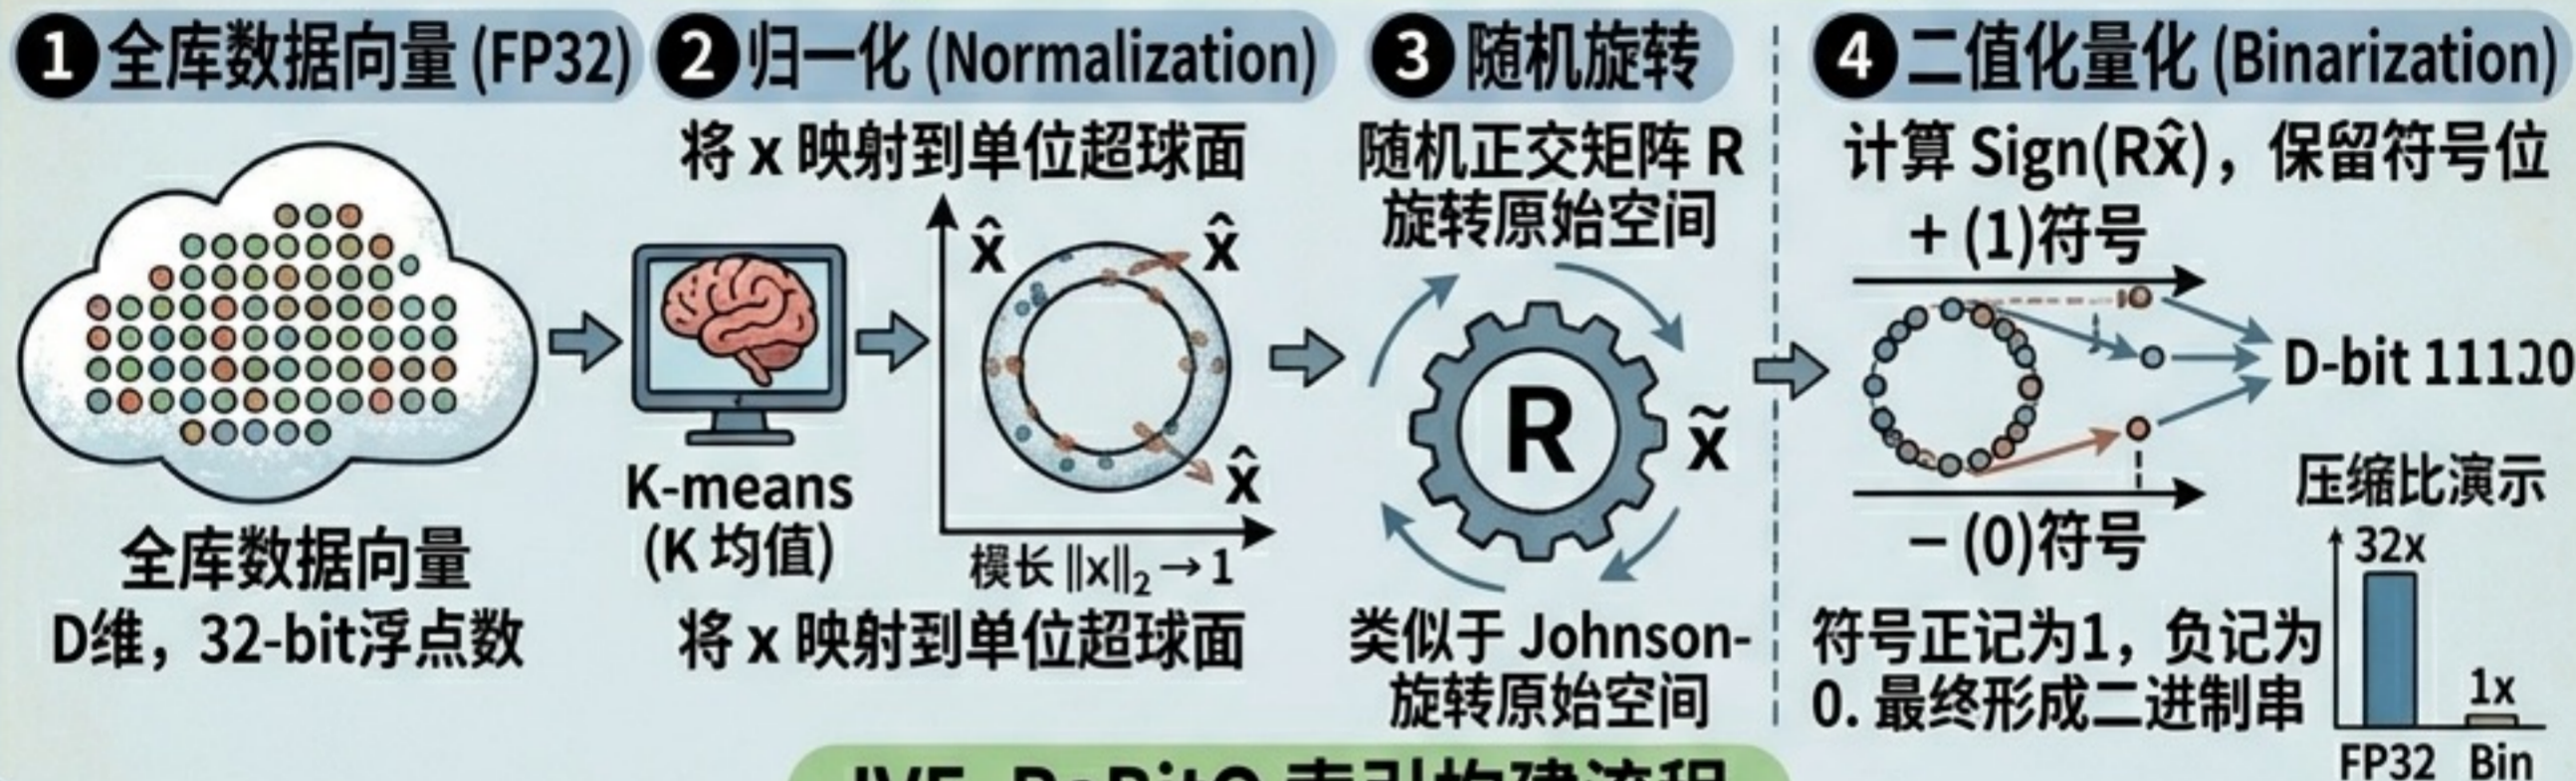 1 全库数据向量 (FP32)
全库数据向量
D维，32-bit浮点数
2 归一化 (Normalization)
将 x 映射到单位超球面
K-means
(K 均值)
x̂
x̂
x̂
模长 ||x||₂ → 1
将 x 映射到单位超球面
3 随机旋转
随机正交矩阵 R
旋转原始空间
R
x̃
类似于 Johnson-
旋转原始空间
4 二值化量化 (Binarization)
计算 Sign(Rx̂)，保留符号位
+ (1)符号
D-bit
− (0)符号
符号正记为1，负记为
0. 最终形成二进制串
压缩比演示
32x
1x
FP32 Bin